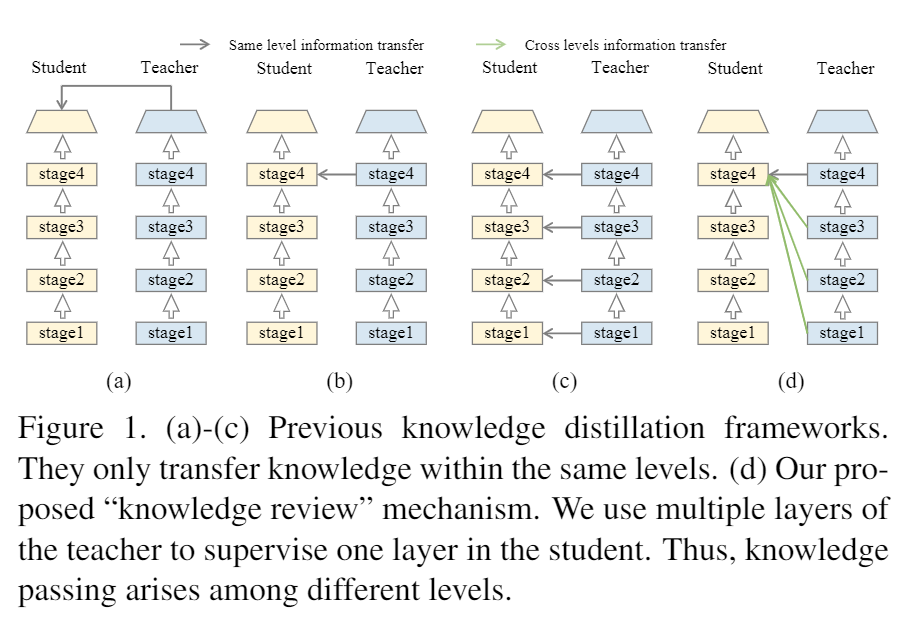 Same level information transfer
Cross levels information transfer
Student Teacher Student Teacher Student Teacher Student Teacher
stage4 stage4 stage4 stage4 stage4 stage4 stage4 stage4
stage3 stage3 stage3 stage3 stage3 stage3 stage3 stage3
stage2 stage2 stage2 stage2 stage2 stage2 stage2 stage2
stage1 stage1 stage1 stage1 stage1 stage1 stage1 stage1
(a) (b) (c) (d)
Figure 1. (a)-(c) Previous knowledge distillation frameworks.
They only transfer knowledge within the same levels. (d) Our pro-
posed “knowledge review” mechanism. We use multiple layers of
the teacher to supervise one layer in the student. Thus, knowledge
passing arises among different levels.